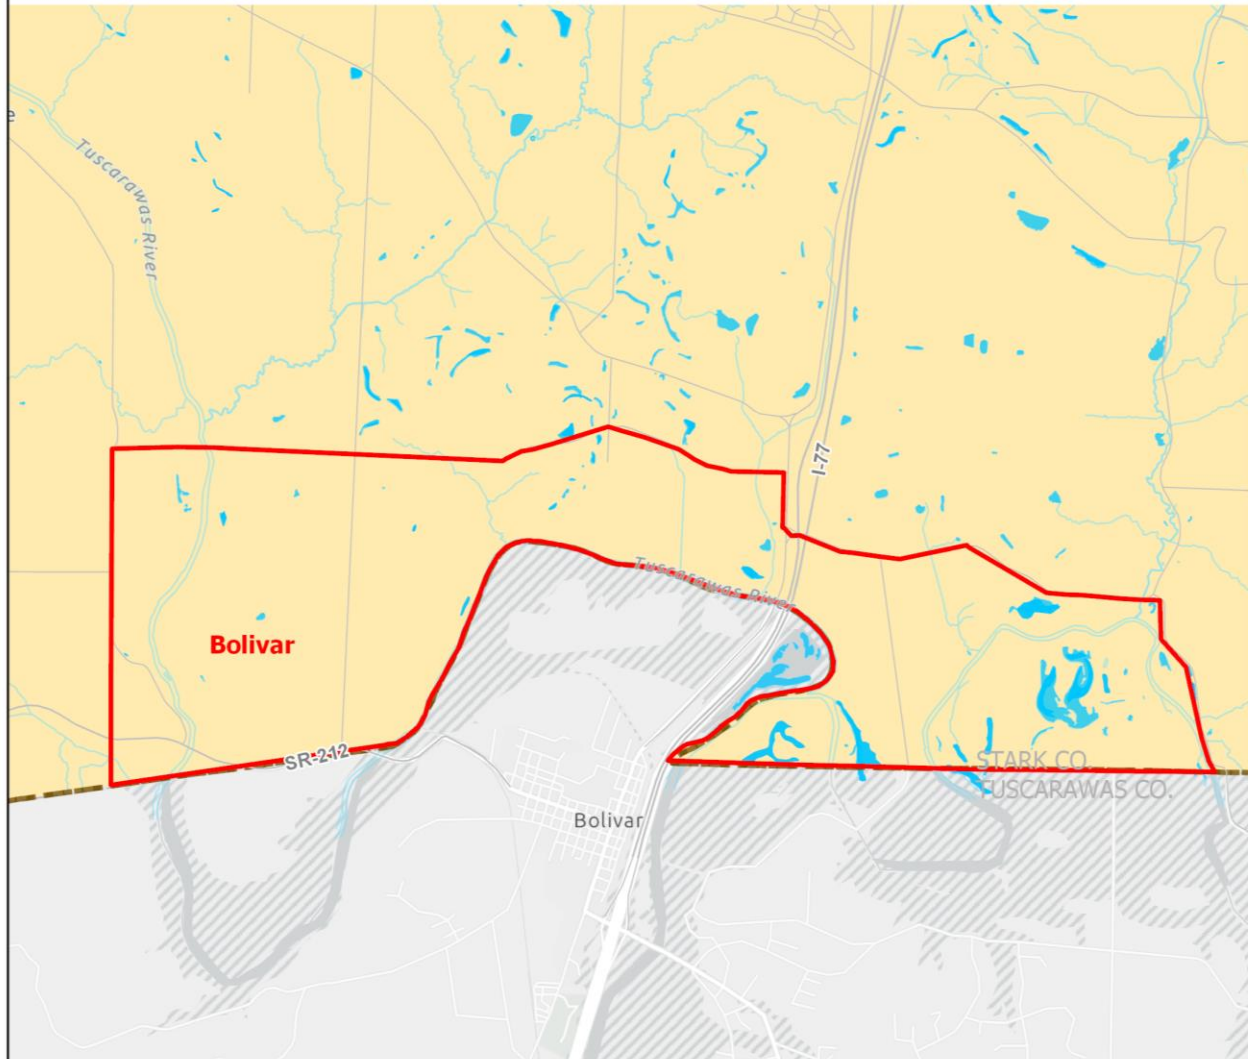 e
Tuscarawas River
I-77
Tuscarawas River
Bolivar
SR-212
STARK CO.
TUSCARAWAS CO.
Bolivar